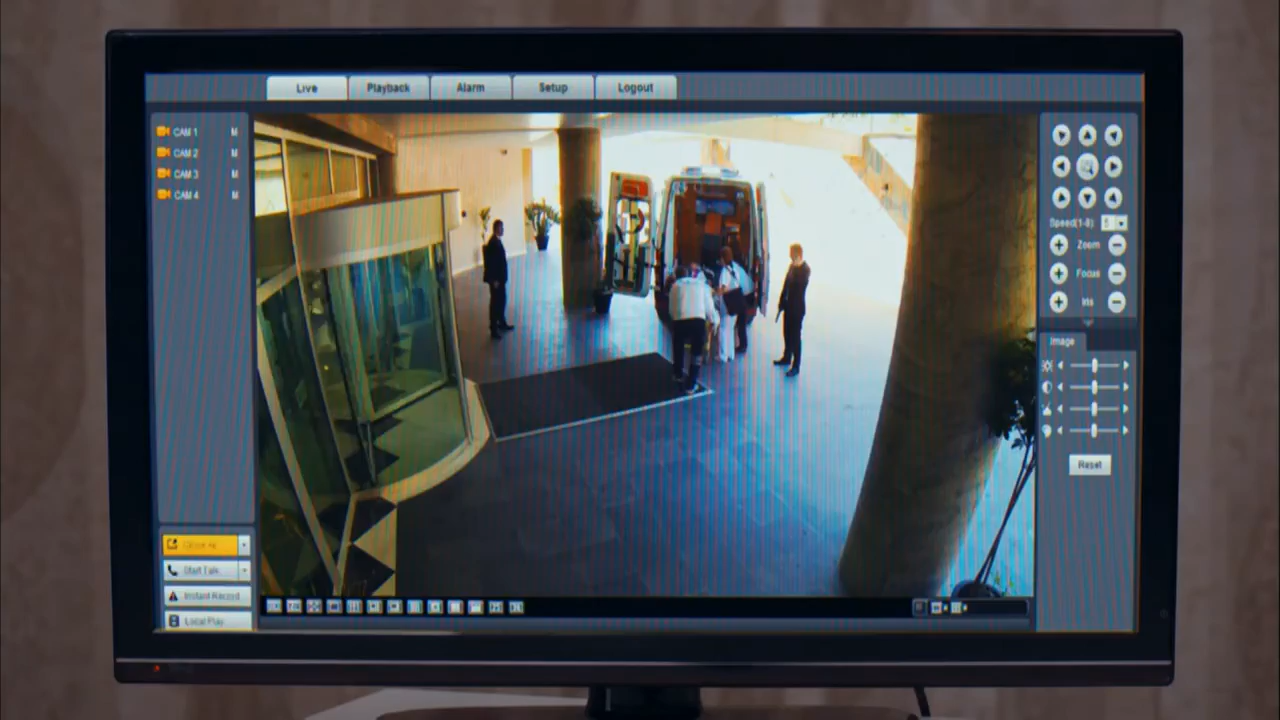 Live Playback Alarm Setup Logout
CAM 1 M
CAM 2 M
CAM 3 M
CAM 4 M
Speed(1-8)
Zoom
Focus
Iris
Image
Reset
Start Talk
Instant Record
Local Play